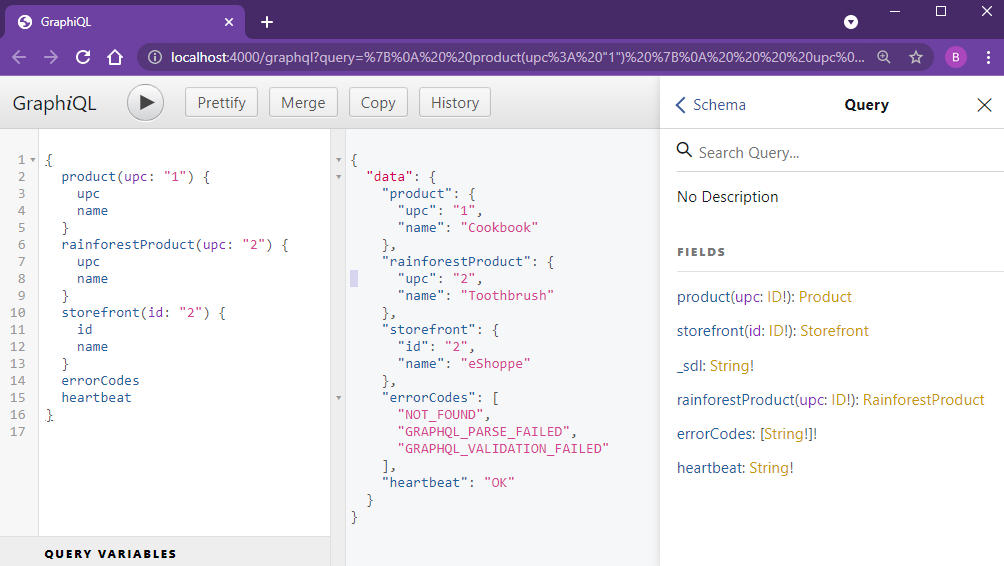 GraphiQL
localhost:4000/graphql?query=%7B%0A%20%20product(upc%3A%20"1")%20%7B%0A%20%20%20%20upc%0...
B
GraphiQL
Prettify
Merge
Copy
History
Schema
Query
1 {
2 product(upc: "1") {
3 upc
4 name
5 }
6 rainforestProduct(upc: "2") {
7 upc
8 name
9 }
10 storefront(id: "2") {
11 id
12 name
13 }
14 errorCodes
15 heartbeat
16 }
17
QUERY VARIABLES
{
"data": {
"product": {
"upc": "1",
"name": "Cookbook"
},
"rainforestProduct": {
"upc": "2",
"name": "Toothbrush"
},
"storefront": {
"id": "2",
"name": "eShoppe"
},
"errorCodes": [
"NOT_FOUND",
"GRAPHQL_PARSE_FAILED",
"GRAPHQL_VALIDATION_FAILED"
],
"heartbeat": "OK"
}
}
Search Query...
No Description
FIELDS
product(upc: ID!): Product
storefront(id: ID!): Storefront
_sdl: String!
rainforestProduct(upc: ID!): RainforestProduct
errorCodes: [String!]!
heartbeat: String!